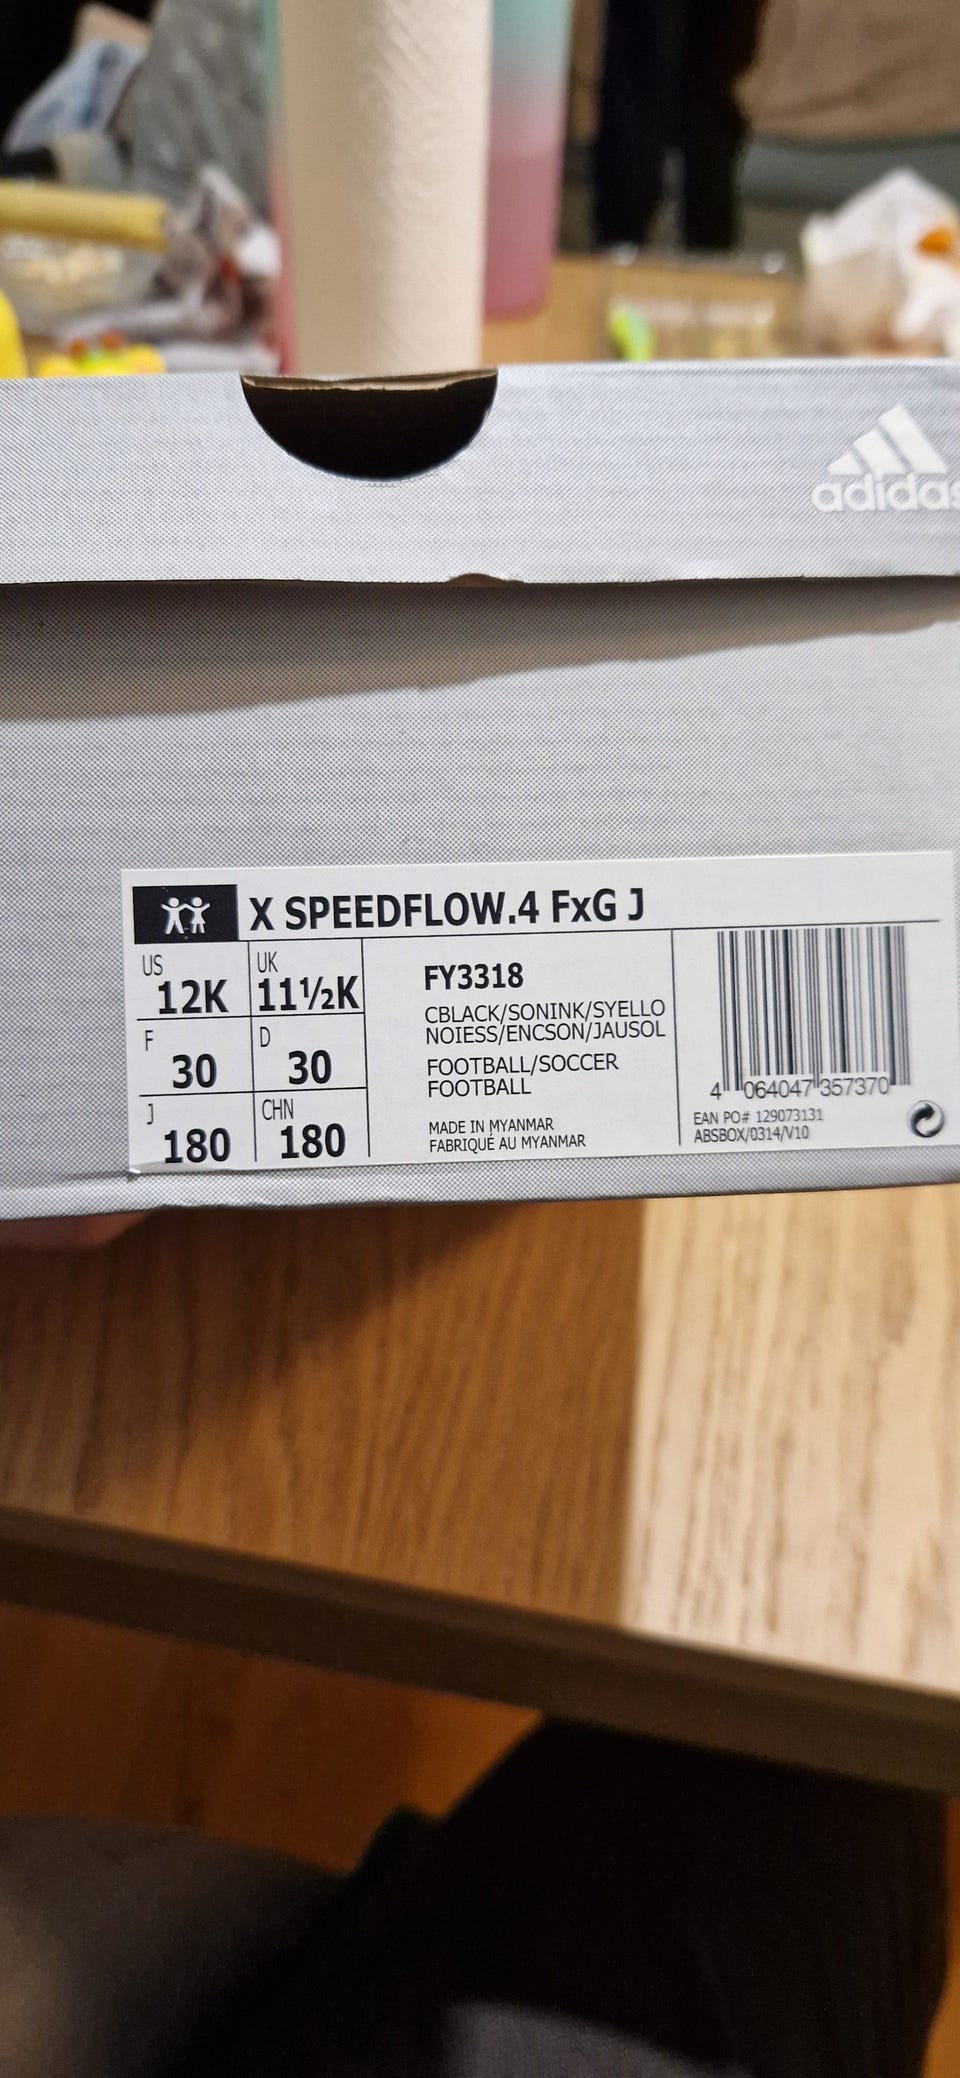 adidas
X SPEEDFLOW.4 FxG J
US
12K
UK
11½K
F
30
D
30
J
180
CHN
180
FY3318
CBLACK/SONINK/SYELLO
NOIESS/ENCSON/JAUSOL
FOOTBALL/SOCCER
FOOTBALL
MADE IN MYANMAR
FABRIQUÉ AU MYANMAR
4 064047 357370
EAN PO# 129073131
ABSBOX/0314/V10